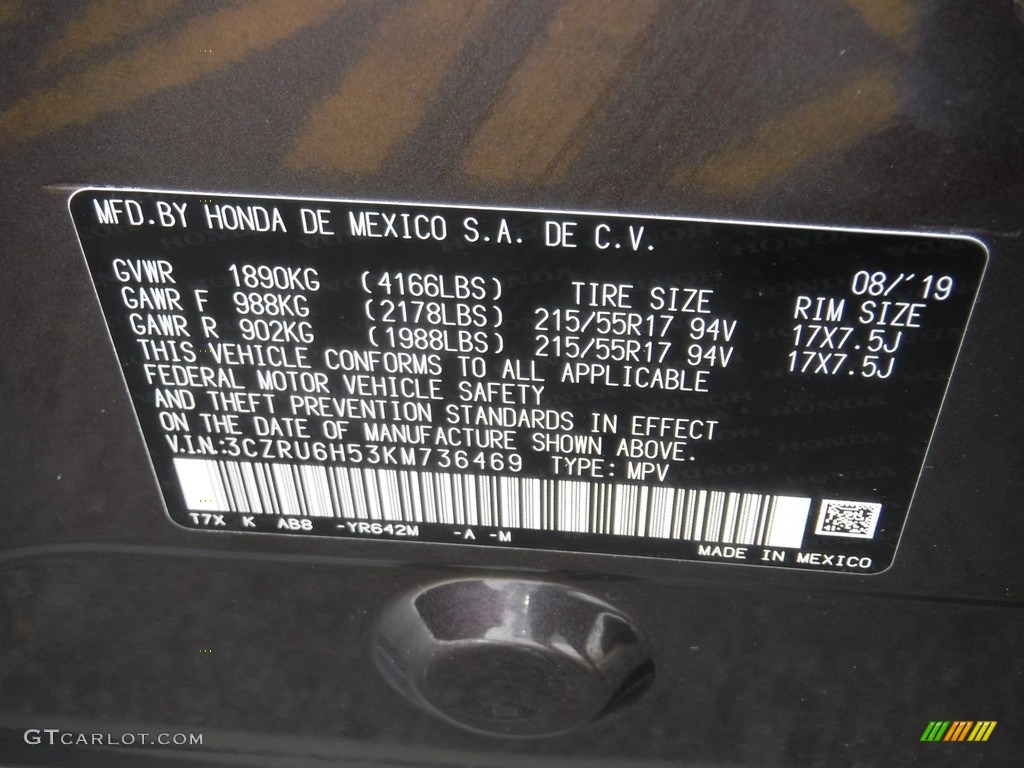 MFD.BY HONDA DE MEXICO S.A. DE C.V.
08/'19
GVWR 1890KG (4166LBS) TIRE SIZE RIM SIZE
GAWR F 988KG (2178LBS) 215/55R17 94V 17X7.5J
GAWR R 902KG (1988LBS) 215/55R17 94V 17X7.5J
THIS VEHICLE CONFORMS TO ALL APPLICABLE
FEDERAL MOTOR VEHICLE SAFETY
AND THEFT PREVENTION STANDARDS IN EFFECT
ON THE DATE OF MANUFACTURE SHOWN ABOVE.
V.I.N:3CZRU6H53KM736469 TYPE: MPV
T7X K AB8 -YR642M -A -M
MADE IN MEXICO
GTCARLOT.COM